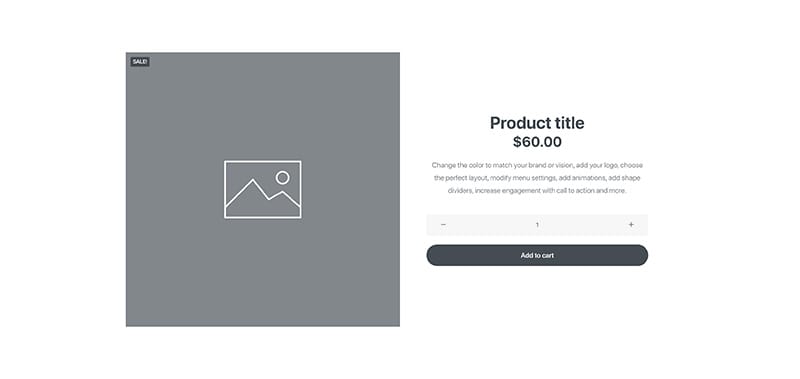 SALE!
Product title
$60.00
Change the color to match your brand or vision, add your logo, choose
the perfect layout, modify menu settings, add animations, add shape
dividers, increase engagement with call to action and more.
− 1 +
Add to cart